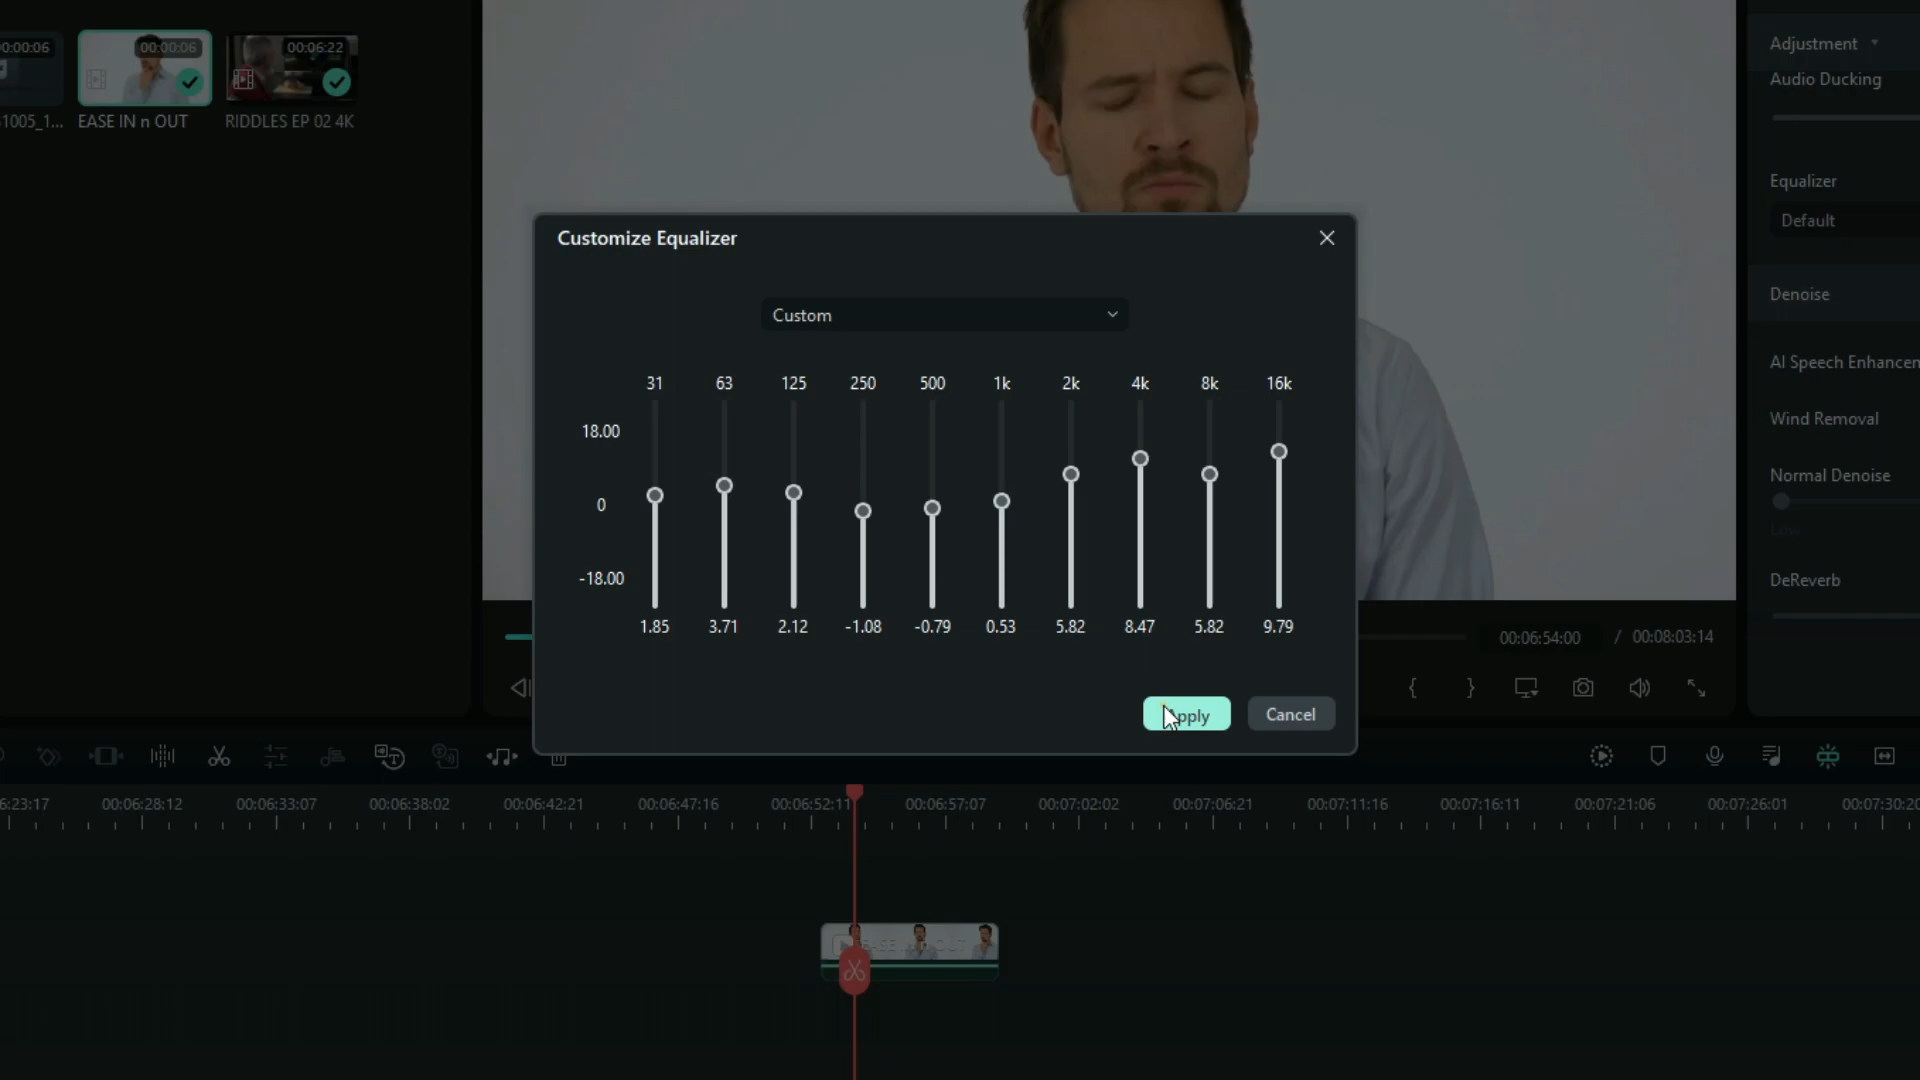 0:00:06
00:00:06
00:06:22
1005_1...
EASE IN n OUT
RIDDLES EP 02 4K
Adjustment
Audio Ducking
Equalizer
Default
Denoise
AI Speech Enhancen
Wind Removal
Normal Denoise
Low
DeReverb
Customize Equalizer
Custom
31 63 125 250 500 1k 2k 4k 8k 16k
18.00
0
-18.00
1.85 3.71 2.12 -1.08 -0.79 0.53 5.82 8.47 5.82 9.79
Apply
Cancel
00:06:54:00 / 00:08:03:14
{ }
6:23:17 00:06:28:12 00:06:33:07 00:06:38:02 00:06:42:21 00:06:47:16 00:06:52:11 00:06:57:07 00:07:02:02 00:07:06:21 00:07:11:16 00:07:16:11 00:07:21:06 00:07:26:01 00:07:30:20
EASE IN n OUT